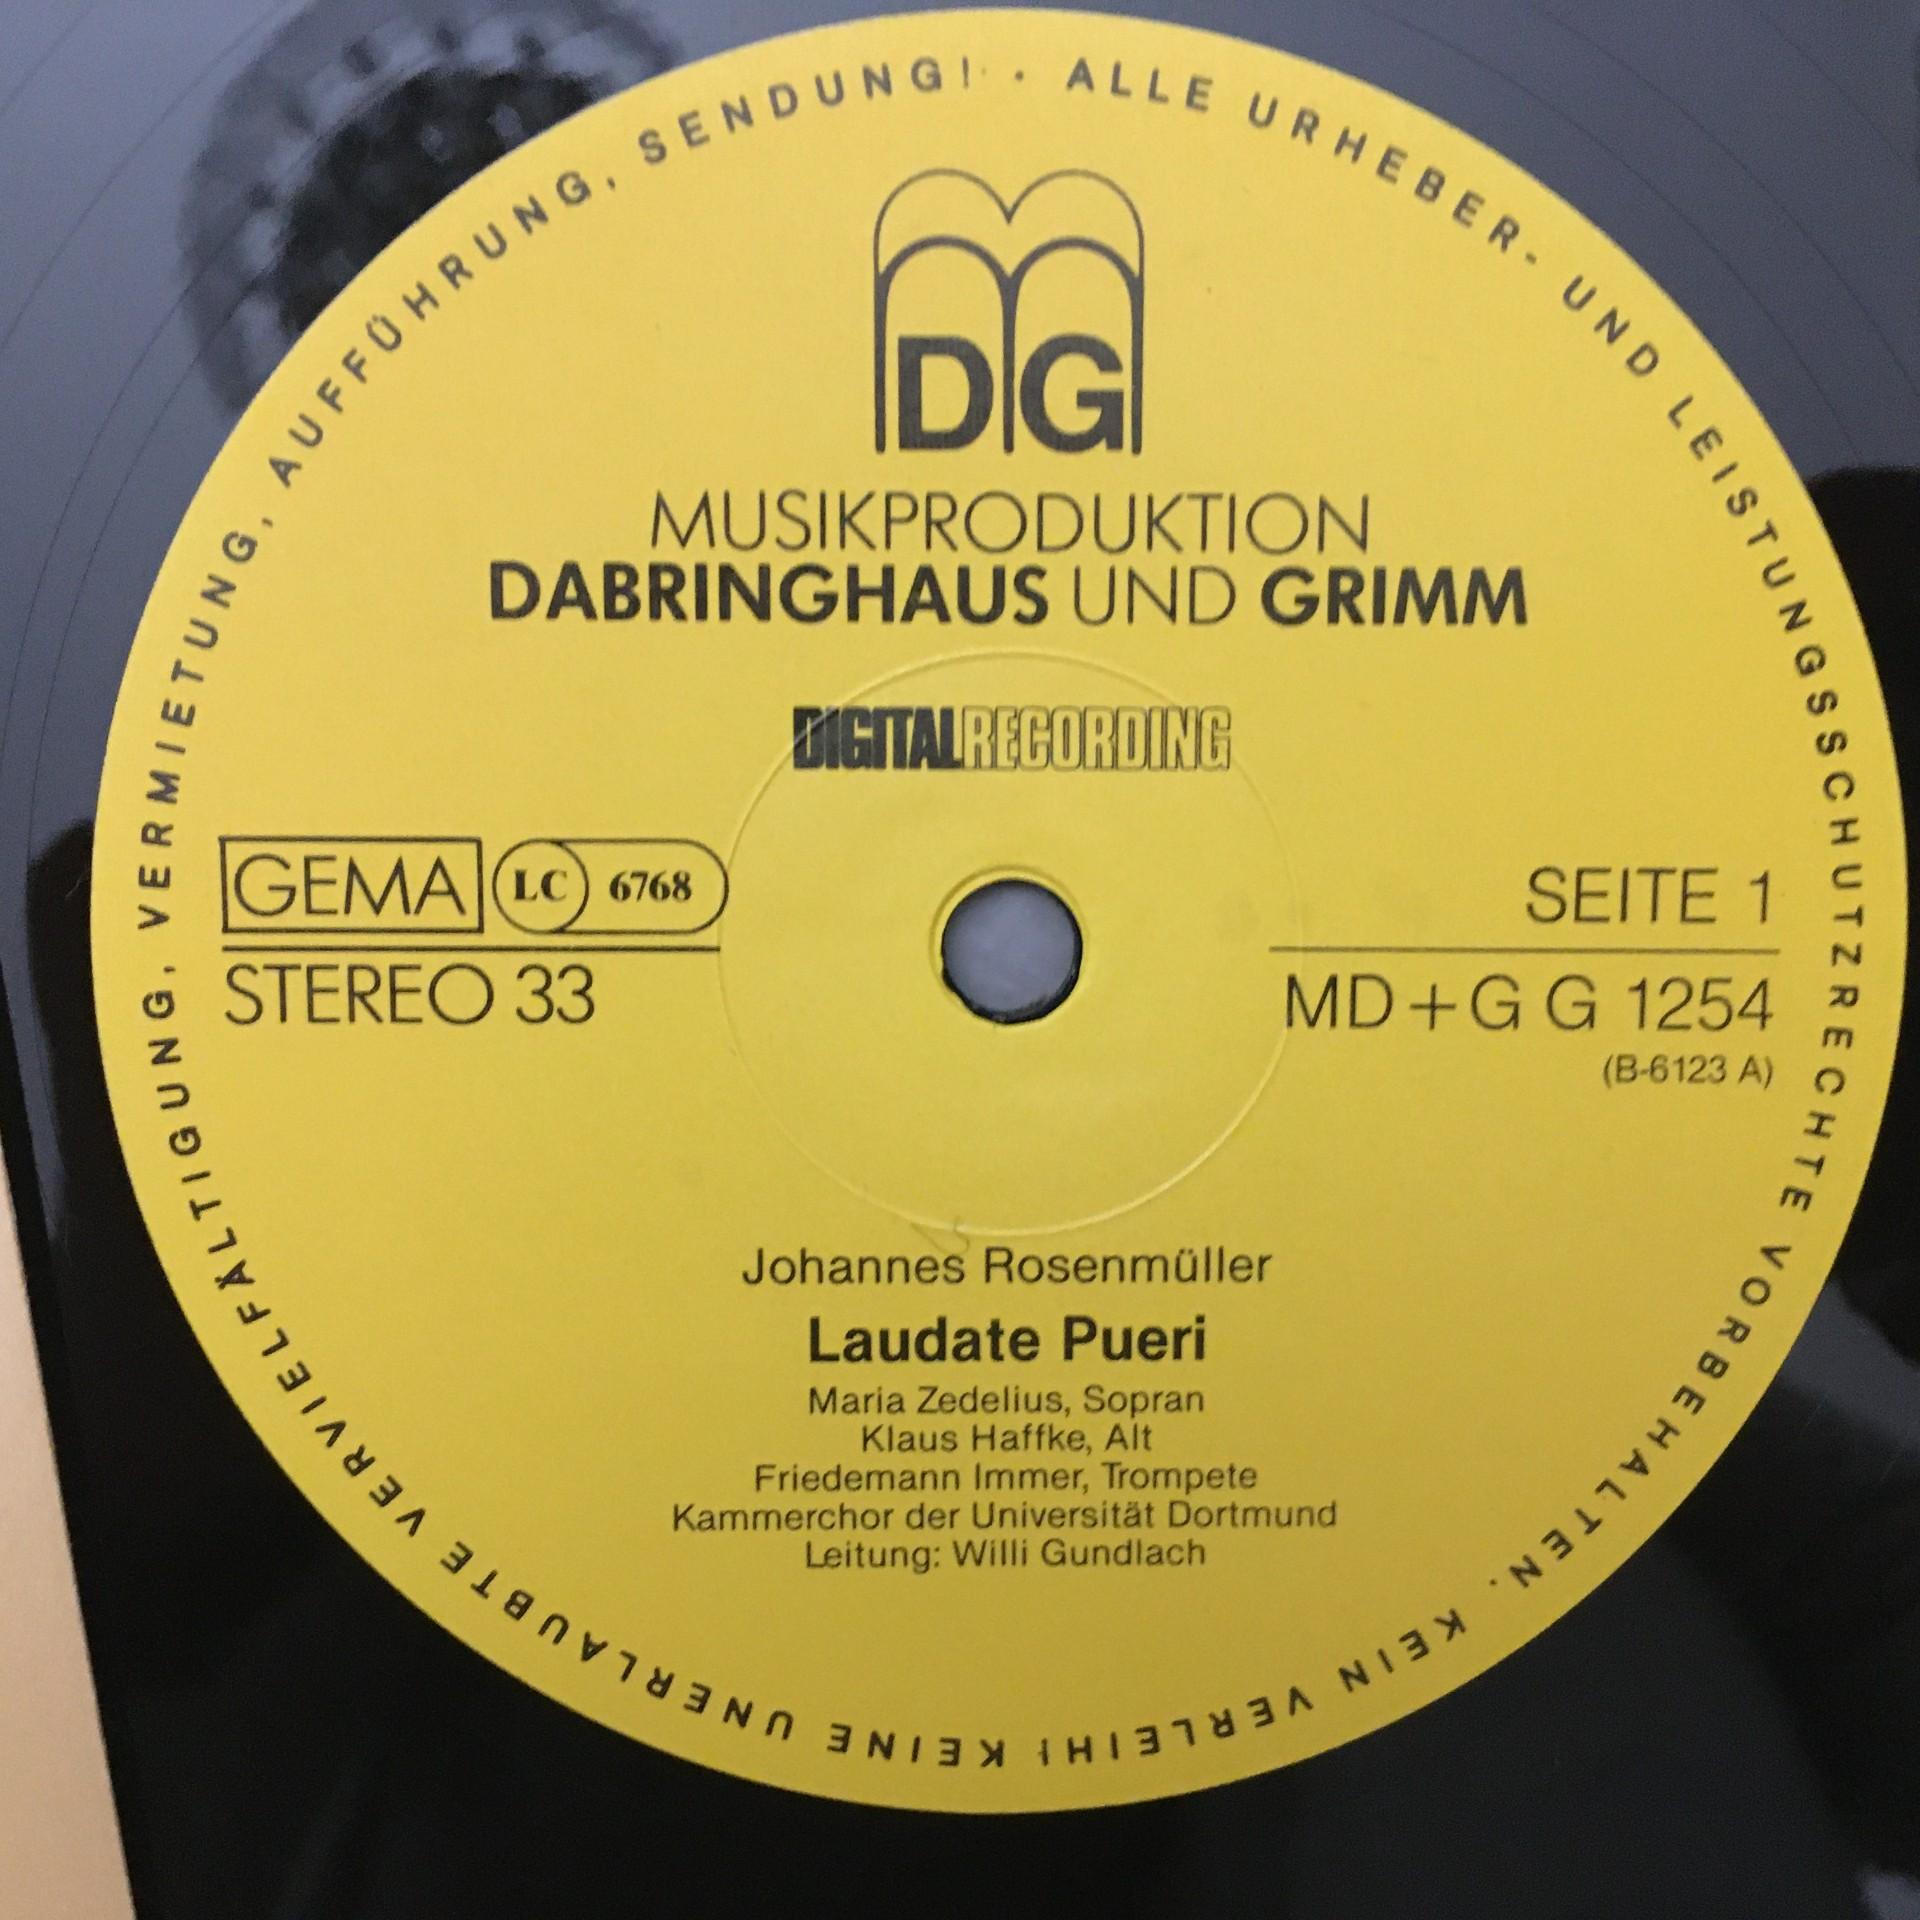 ALLE URHEBER- UND LEISTUNGSSCHUTZRECHTE VORBEHALTEN. KEIN VERLEIH! KEINE UNERLAUBTE VERVIELFÄLTIGUNG, VERMIETUNG, AUFFÜHRUNG, SENDUNG! ·
DG
MUSIKPRODUKTION
DABRINGHAUS UND GRIMM
DIGITALRECORDING
GEMA LC 6768
STEREO 33
SEITE 1
MD+G G 1254
(B-6123 A)
Johannes Rosenmüller
Laudate Pueri
Maria Zedelius, Sopran
Klaus Haffke, Alt
Friedemann Immer, Trompete
Kammerchor der Universität Dortmund
Leitung: Willi Gundlach